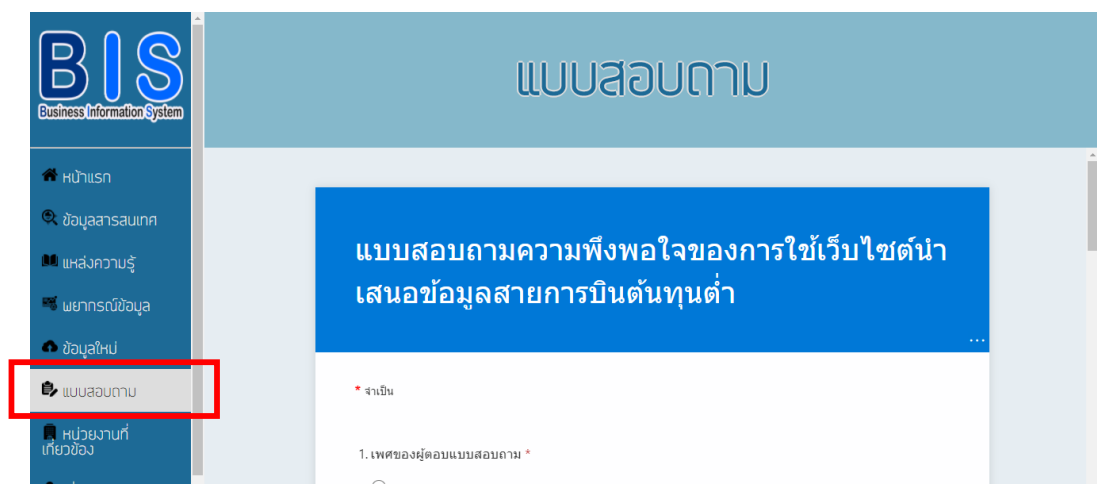 BIS
Business Information System
แบบสอบถาม
หน้าแรก
ข้อมูลสารสนเทศ
แหล่งความรู้
พยากรณ์ข้อมูล
ข้อมูลใหม่
แบบสอบถาม
หน่วยงานที่
เกี่ยวข้อง
แบบสอบถามความพึงพอใจของการใช้เว็บไซต์นำ
เสนอข้อมูลสายการบินต้นทุนต่ำ
...
* จำเป็น
1. เพศของผู้ตอบแบบสอบถาม *